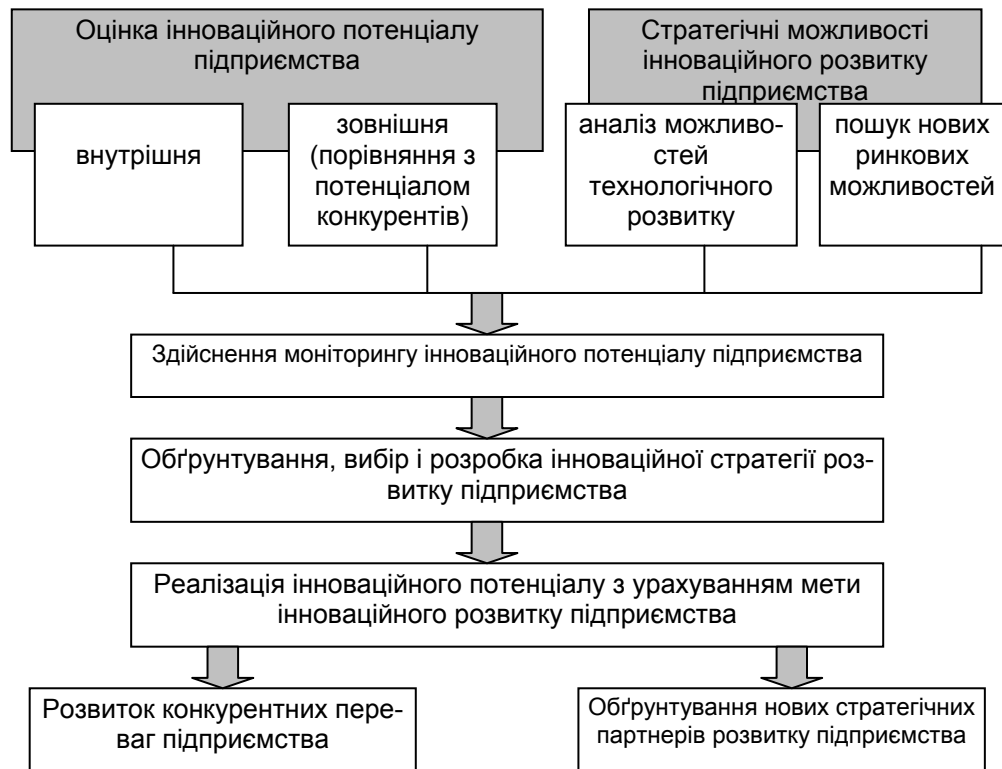 Оцінка інноваційного потенціалу
підприємства
внутрішня
зовнішня
(порівняння з
потенціалом
конкурентів)
Стратегічні можливості
інноваційного розвитку
підприємства
аналіз можливо-
стей
технологічного
розвитку
пошук нових
ринкових
можливостей
Здійснення моніторингу інноваційного потенціалу підприємства
Обґрунтування, вибір і розробка інноваційної стратегії роз-
витку підприємства
Реалізація інноваційного потенціалу з урахуванням мети
інноваційного розвитку підприємства
Розвиток конкурентних пере-
ваг підприємства
Обґрунтування нових стратегічних
партнерів розвитку підприємства